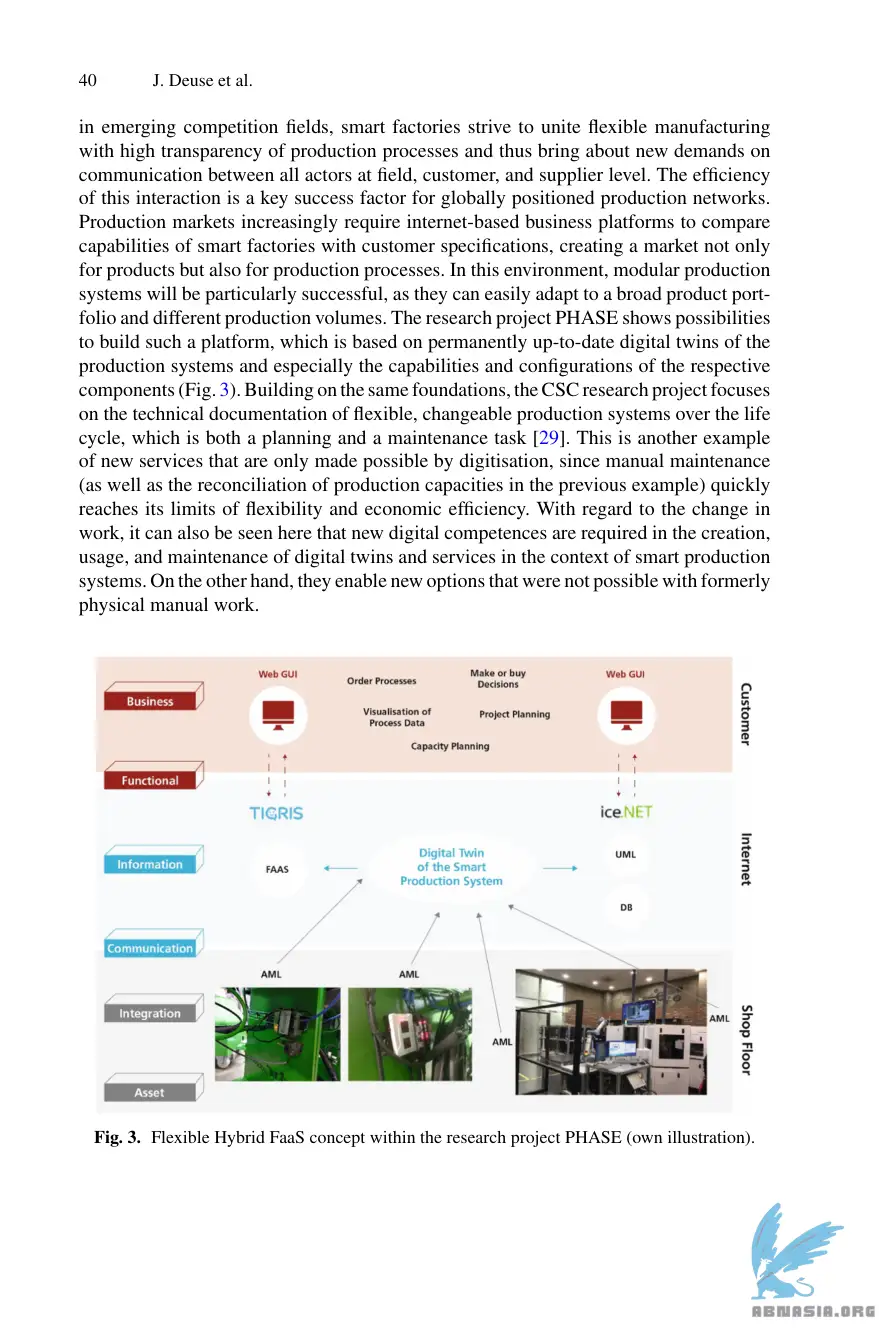 40 J. Deuse et al.
in emerging competition fields, smart factories strive to unite flexible manufacturing
with high transparency of production processes and thus bring about new demands on
communication between all actors at field, customer, and supplier level. The efficiency
of this interaction is a key success factor for globally positioned production networks.
Production markets increasingly require internet-based business platforms to compare
capabilities of smart factories with customer specifications, creating a market not only
for products but also for production processes. In this environment, modular production
systems will be particularly successful, as they can easily adapt to a broad product port-
folio and different production volumes. The research project PHASE shows possibilities
to build such a platform, which is based on permanently up-to-date digital twins of the
production systems and especially the capabilities and configurations of the respective
components (Fig. 3). Building on the same foundations, the CSC research project focuses
on the technical documentation of flexible, changeable production systems over the life
cycle, which is both a planning and a maintenance task [29]. This is another example
of new services that are only made possible by digitisation, since manual maintenance
(as well as the reconciliation of production capacities in the previous example) quickly
reaches its limits of flexibility and economic efficiency. With regard to the change in
work, it can also be seen here that new digital competences are required in the creation,
usage, and maintenance of digital twins and services in the context of smart production
systems. On the other hand, they enable new options that were not possible with formerly
physical manual work.
Web GUI
Order Processes
Make or buy
Decisions
Web GUI
Customer
Business
Visualisation of
Process Data
Project Planning
Capacity Planning
Functional
TIGRIS
ice.NET
Internet
Information
FAAS
Digital Twin
of the Smart
Production System
UML
DB
Communication
AML
AML
AML
AML
Shop Floor
Integration
Asset
Fig. 3. Flexible Hybrid FaaS concept within the research project PHASE (own illustration).
ABNASIA.ORG